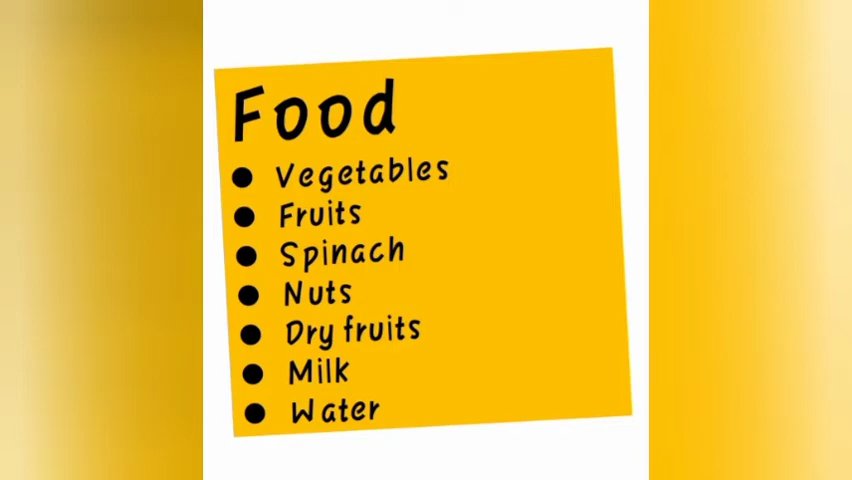 Food
● Vegetables
● Fruits
● Spinach
● Nuts
● Dry fruits
● Milk
● Water